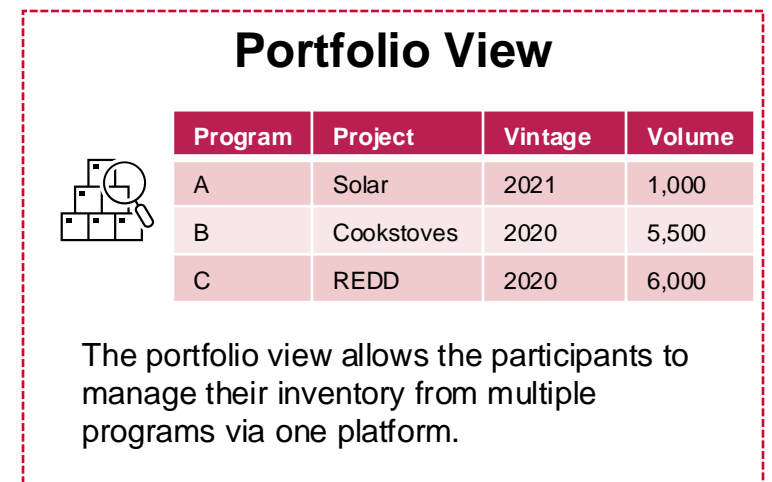 Portfolio View
Program Project Vintage Volume
A Solar 2021 1,000
B Cookstoves 2020 5,500
C REDD 2020 6,000
The portfolio view allows the participants to
manage their inventory from multiple
programs via one platform.